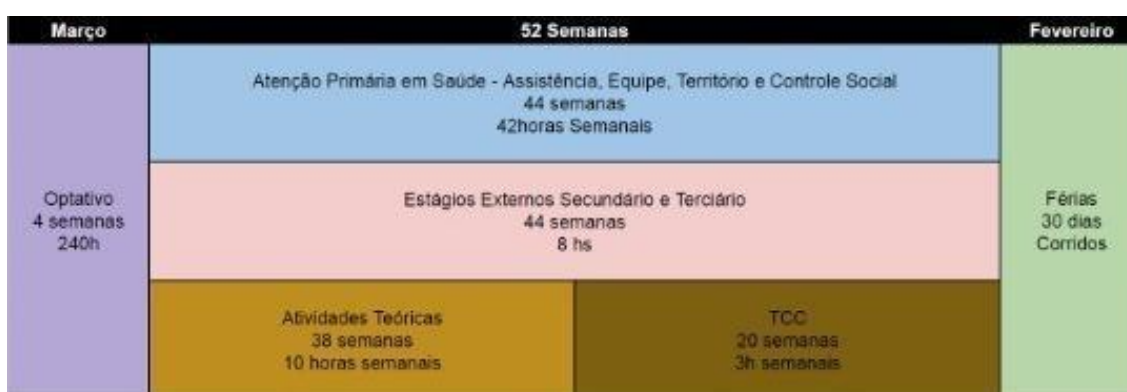 Março
52 Semanas
Fevereiro
Atenção Primária em Saúde - Assistência, Equipe, Território e Controle Social
44 semanas
42horas Semanais
Optativo
4 semanas
240h
Estágios Externos Secundário e Terciário
44 semanas
8 hs
Férias
30 dias
Corridos
Atividades Teóricas
38 semanas
10 horas semanais
TCC
20 semanas
3h semanais